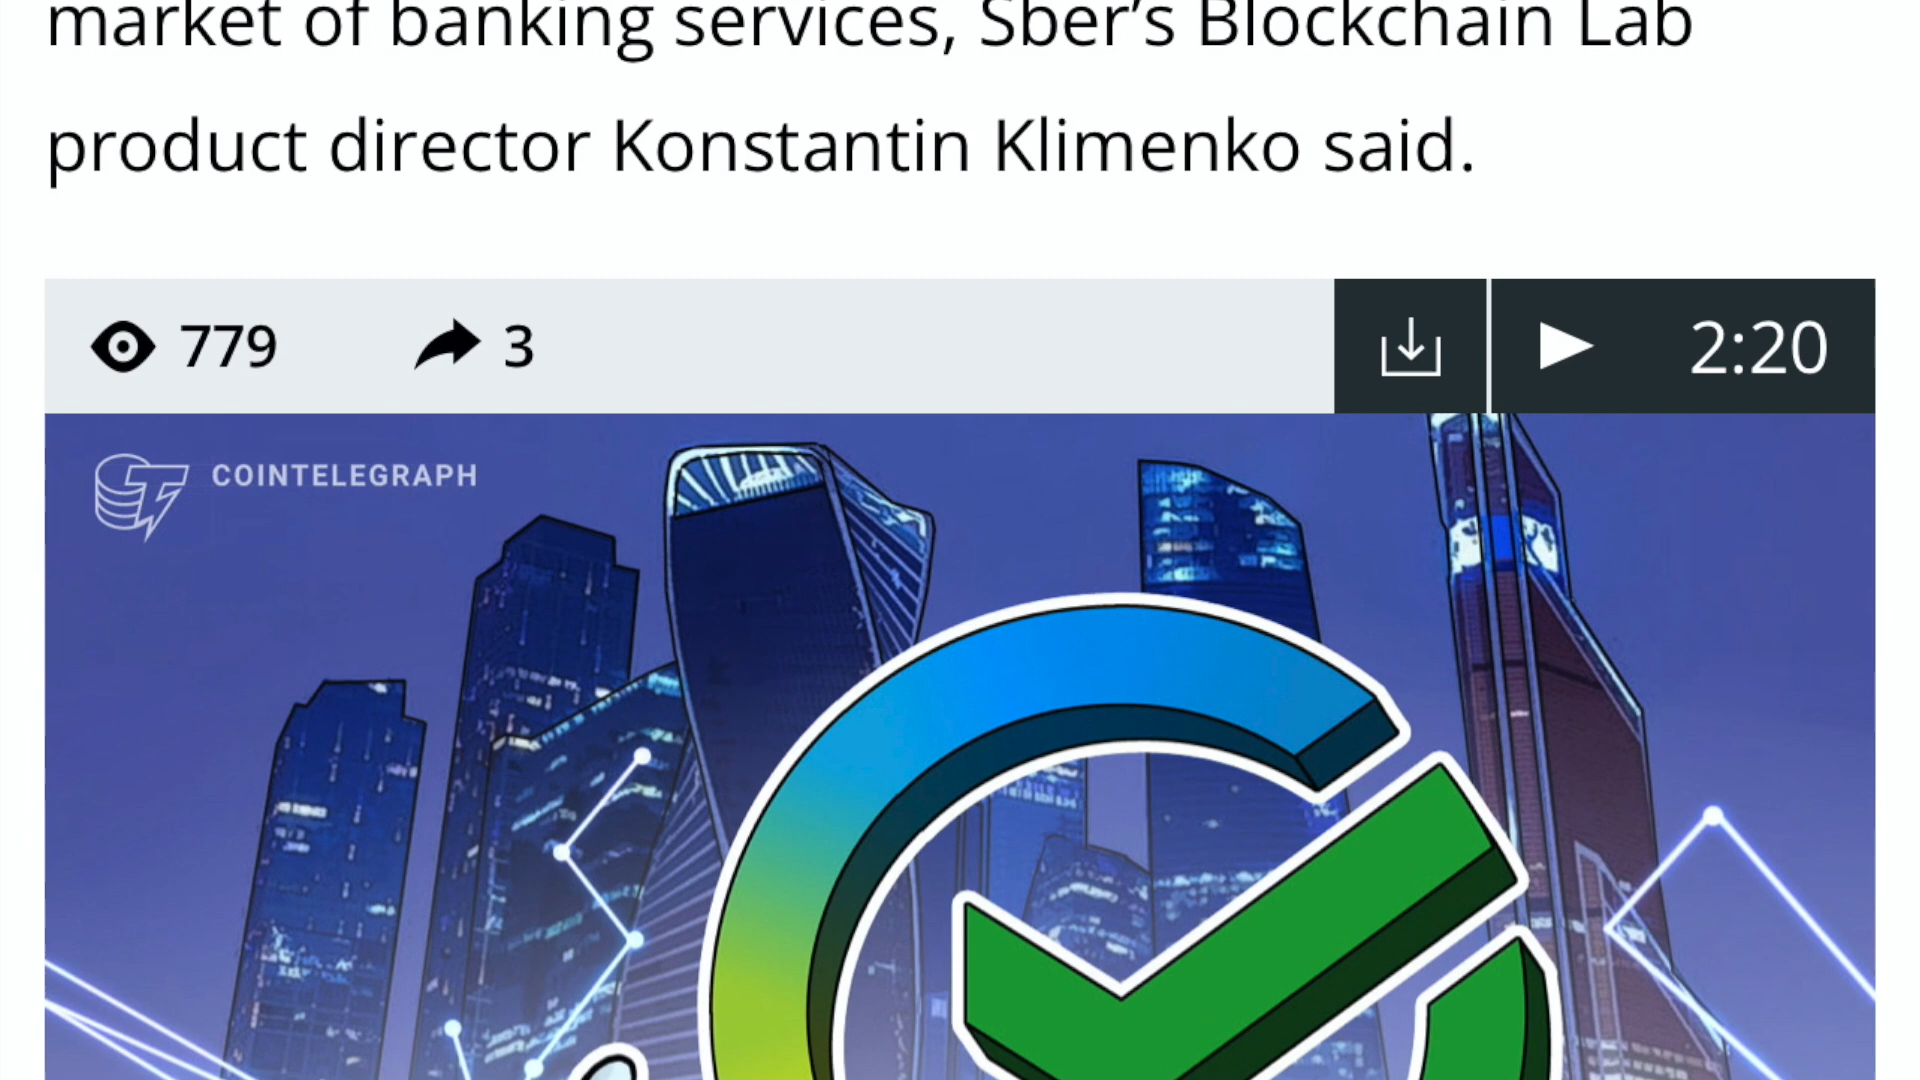 market of banking services, Sber’s Blockchain Lab
product director Konstantin Klimenko said.
779 3 2:20
COINTELEGRAPH